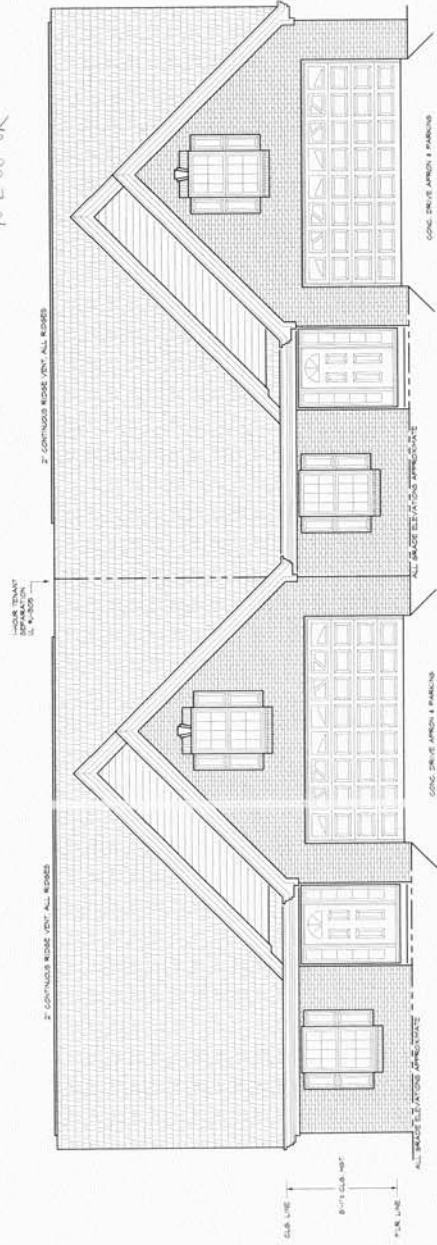 2" CONTINUOUS RIDGE VENT, ALL RIDGES
1-HOUR TENANT
SEPARATION
2" CONTINUOUS RIDGE VENT, ALL RIDGES
CLG. LINE
CLG. HGT.
FLR. LINE
ALL GRADE ELEVATIONS APPROXIMATE
CONC. DRIVE APRON & PARKING
ALL GRADE ELEVATIONS APPROXIMATE
CONC. DRIVE APRON & PARKING